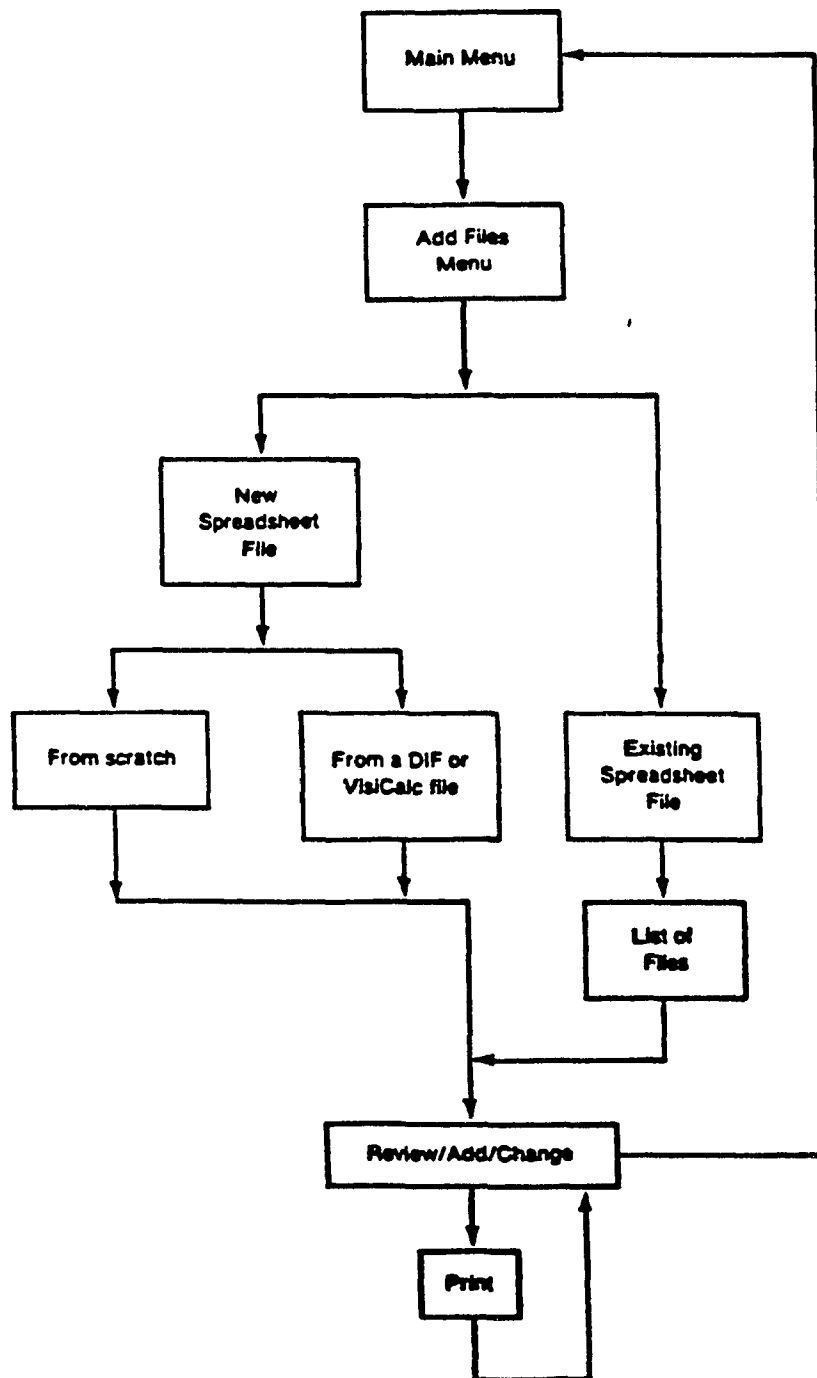 Main Menu
Add Files
Menu
New
Spreadsheet
File
From scratch
From a DIF or
VisiCalc file
Existing
Spreadsheet
File
List of
Files
Review/Add/Change
Print